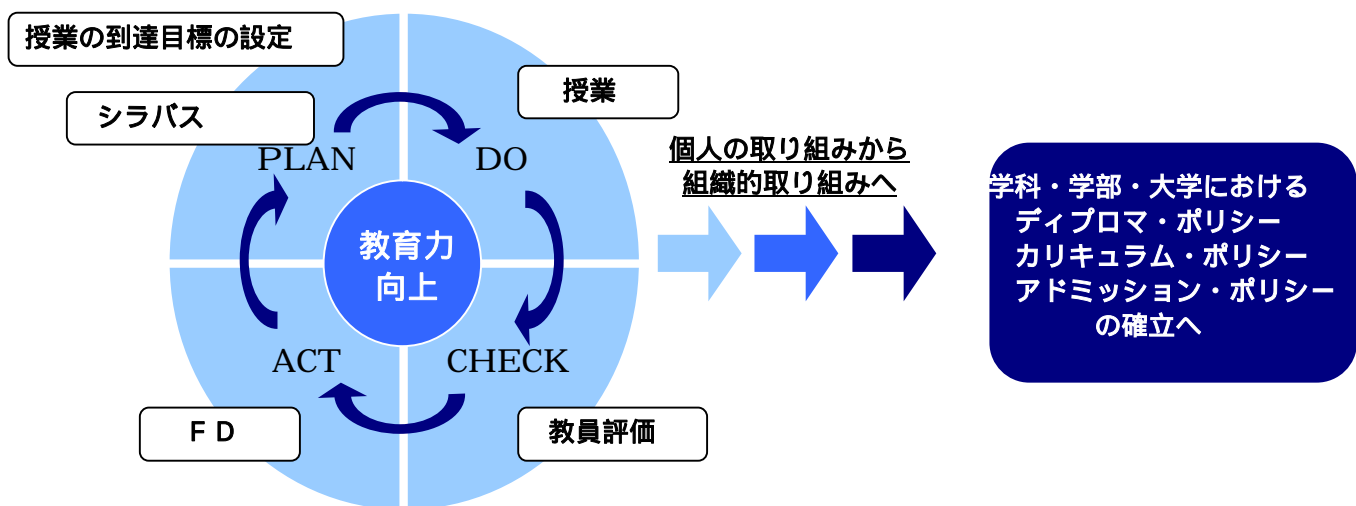 授業の到達目標の設定
シラバス
授業
PLAN
DO
教育力
向上
ACT
CHECK
ＦＤ
教員評価
個人の取り組みから
組織的取り組みへ
学科・学部・大学における
ディプロマ・ポリシー
カリキュラム・ポリシー
アドミッション・ポリシー
の確立へ